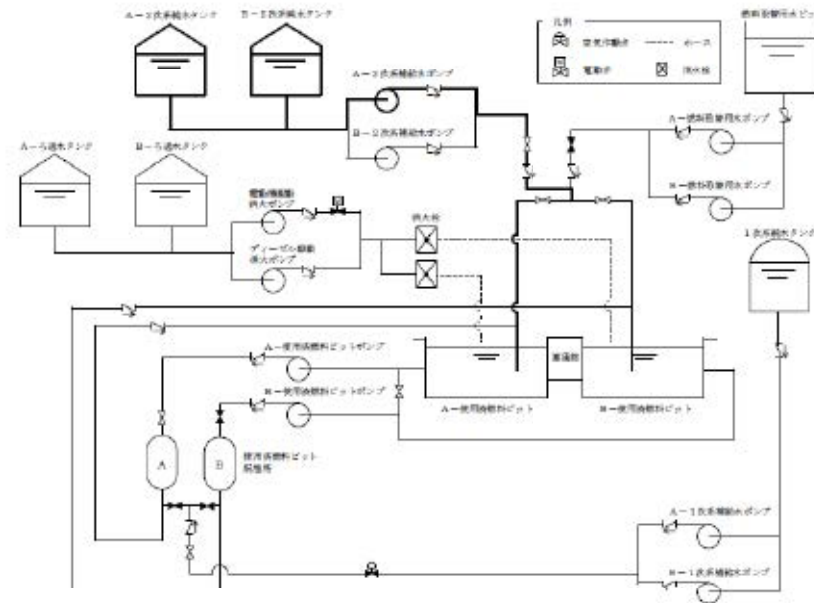 A-2次系純水タンク
B-2次系純水タンク
凡例
空気作動弁
ホース
電動弁
消火栓
燃料取替用水ピット
A-2次系補給水ポンプ
B-2次系補給水ポンプ
A-燃料取替用水ポンプ
B-燃料取替用水ポンプ
A-ろ過水タンク
B-ろ過水タンク
電動機駆動
消火ポンプ
ディーゼル駆動
消火ポンプ
消火栓
1次系純水タンク
A-使用済燃料ピットポンプ
B-使用済燃料ピットポンプ
A-使用済燃料ピット
B-使用済燃料ピット
A
B
使用済燃料ピット
脱塩塔
A-1次系補給水ポンプ
B-1次系補給水ポンプ